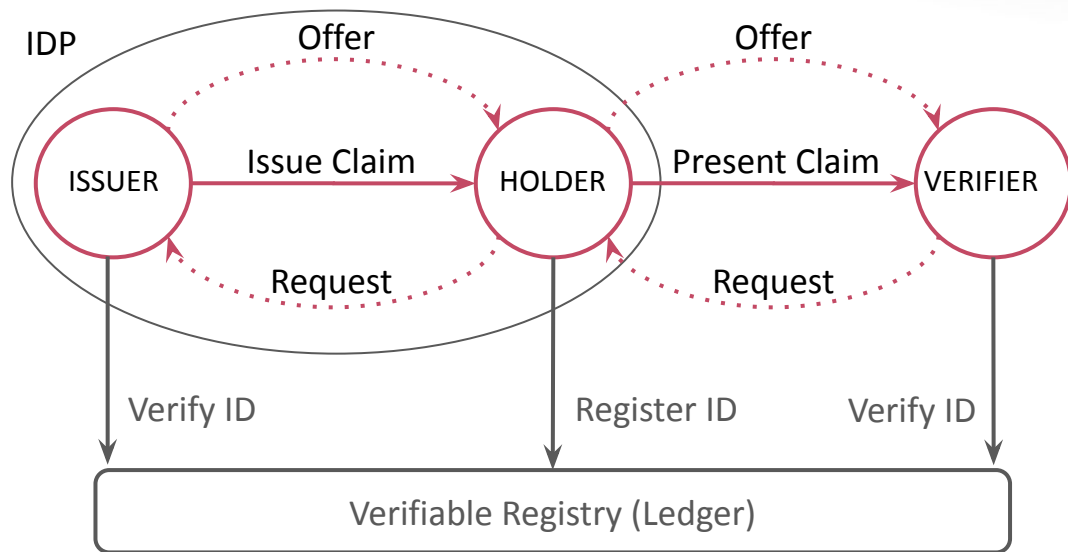 IDP
Offer
Offer
ISSUER
Issue Claim
HOLDER
Present Claim
VERIFIER
Request
Request
Verify ID
Register ID
Verify ID
Verifiable Registry (Ledger)